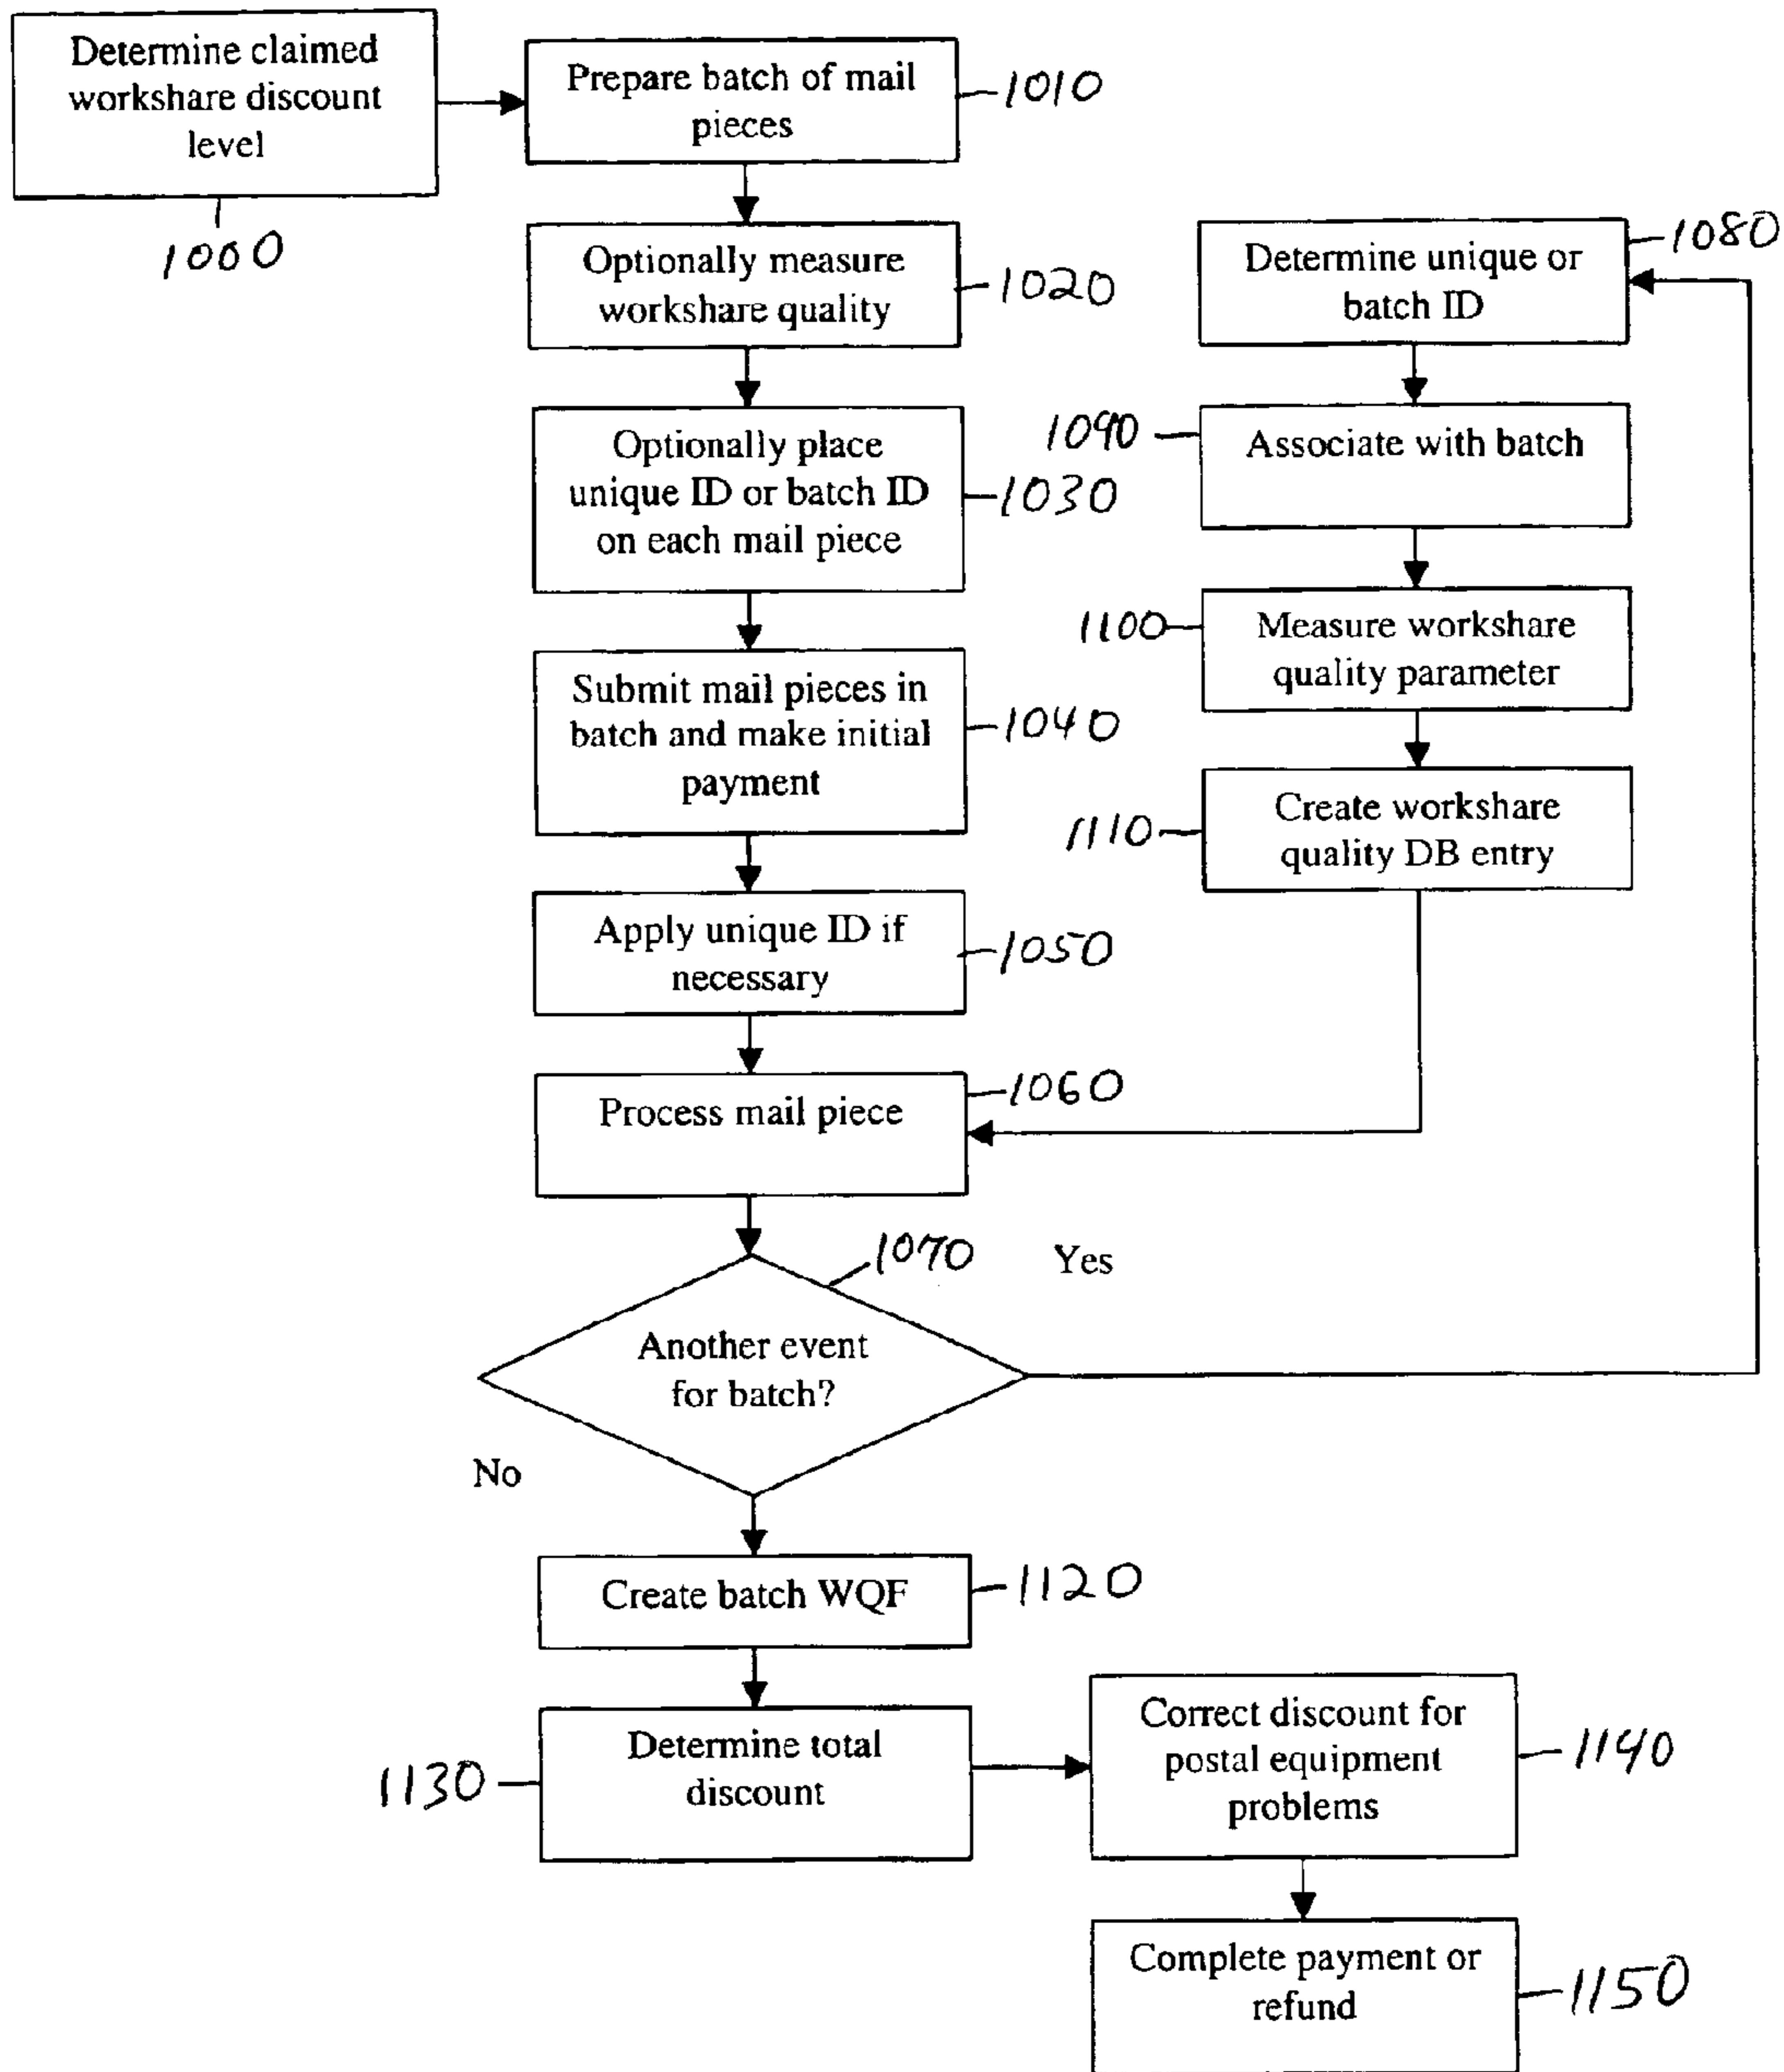 Determine claimed
workshare discount
level
1000
Prepare batch of mail
pieces
1010
Optionally measure
workshare quality
1020
Optionally place
unique ID or batch ID
on each mail piece
1030
Submit mail pieces in
batch and make initial
payment
1040
Apply unique ID if
necessary
1050
Process mail piece
1060
Another event
for batch?
1070
Yes
No
Determine unique or
batch ID
1080
Associate with batch
1090
Measure workshare
quality parameter
1100
Create workshare
quality DB entry
1110
Create batch WQF
1120
Determine total
discount
1130
Correct discount for
postal equipment
problems
1140
Complete payment or
refund
1150